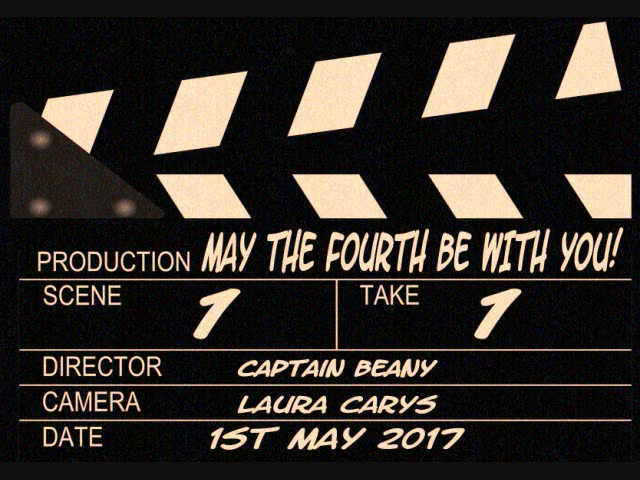 PRODUCTION MAY THE FOURTH BE WITH YOU!
SCENE 1 TAKE 1
DIRECTOR CAPTAIN BEANY
CAMERA LAURA CARYS
DATE 1ST MAY 2017